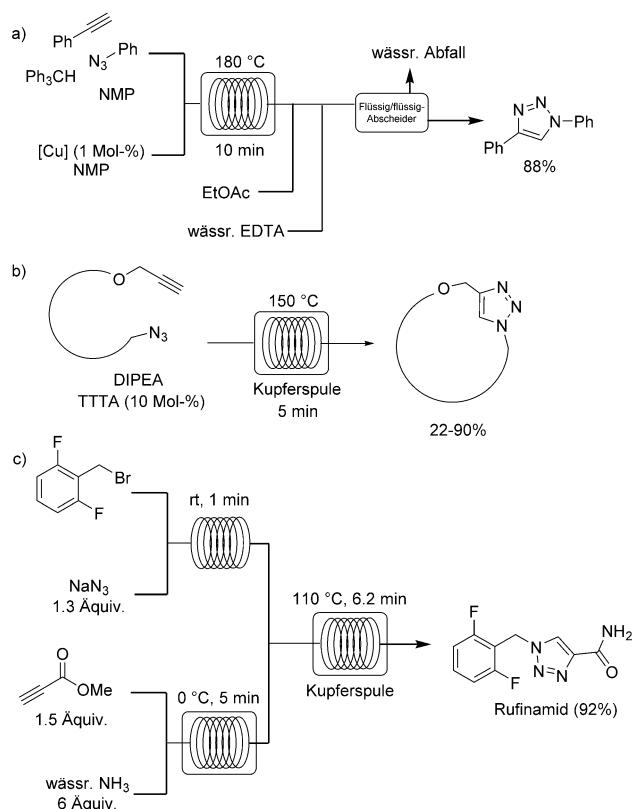 a)
Ph
N3 Ph
Ph3CH
NMP
[Cu] (1 Mol-%)
NMP
180 °C
10 min
EtOAc
wässr. EDTA
wässr. Abfall
Flüssig/flüssig-
Abscheider
N N
N Ph
Ph
88%
b)
O
N3
DIPEA
TTTA (10 Mol-%)
150 °C
Kupferspule
5 min
O
N
N
N
22-90%
c)
F
Br
F
NaN3
1.3 Äquiv.
rt, 1 min
O
OMe
1.5 Äquiv.
wässr. NH3
6 Äquiv.
0 °C, 5 min
110 °C, 6.2 min
Kupferspule
F
NH2
N
N N
O
F
Rufinamid (92%)